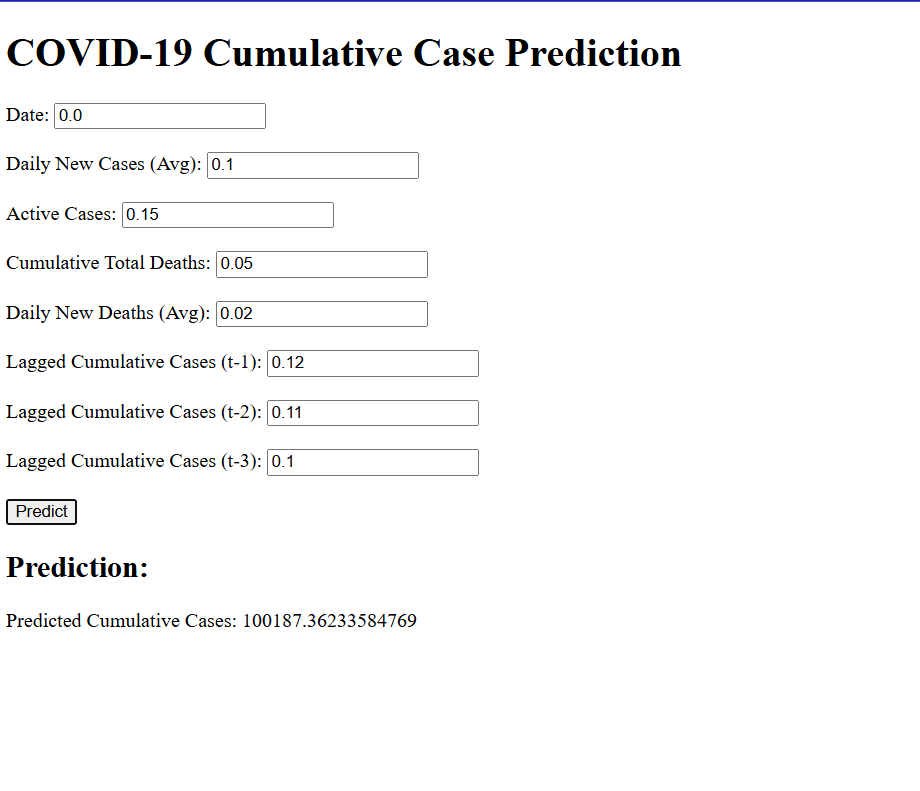 COVID-19 Cumulative Case Prediction
Date: 0.0
Daily New Cases (Avg): 0.1
Active Cases: 0.15
Cumulative Total Deaths: 0.05
Daily New Deaths (Avg): 0.02
Lagged Cumulative Cases (t-1): 0.12
Lagged Cumulative Cases (t-2): 0.11
Lagged Cumulative Cases (t-3): 0.1
Predict
Prediction:
Predicted Cumulative Cases: 100187.36233584769